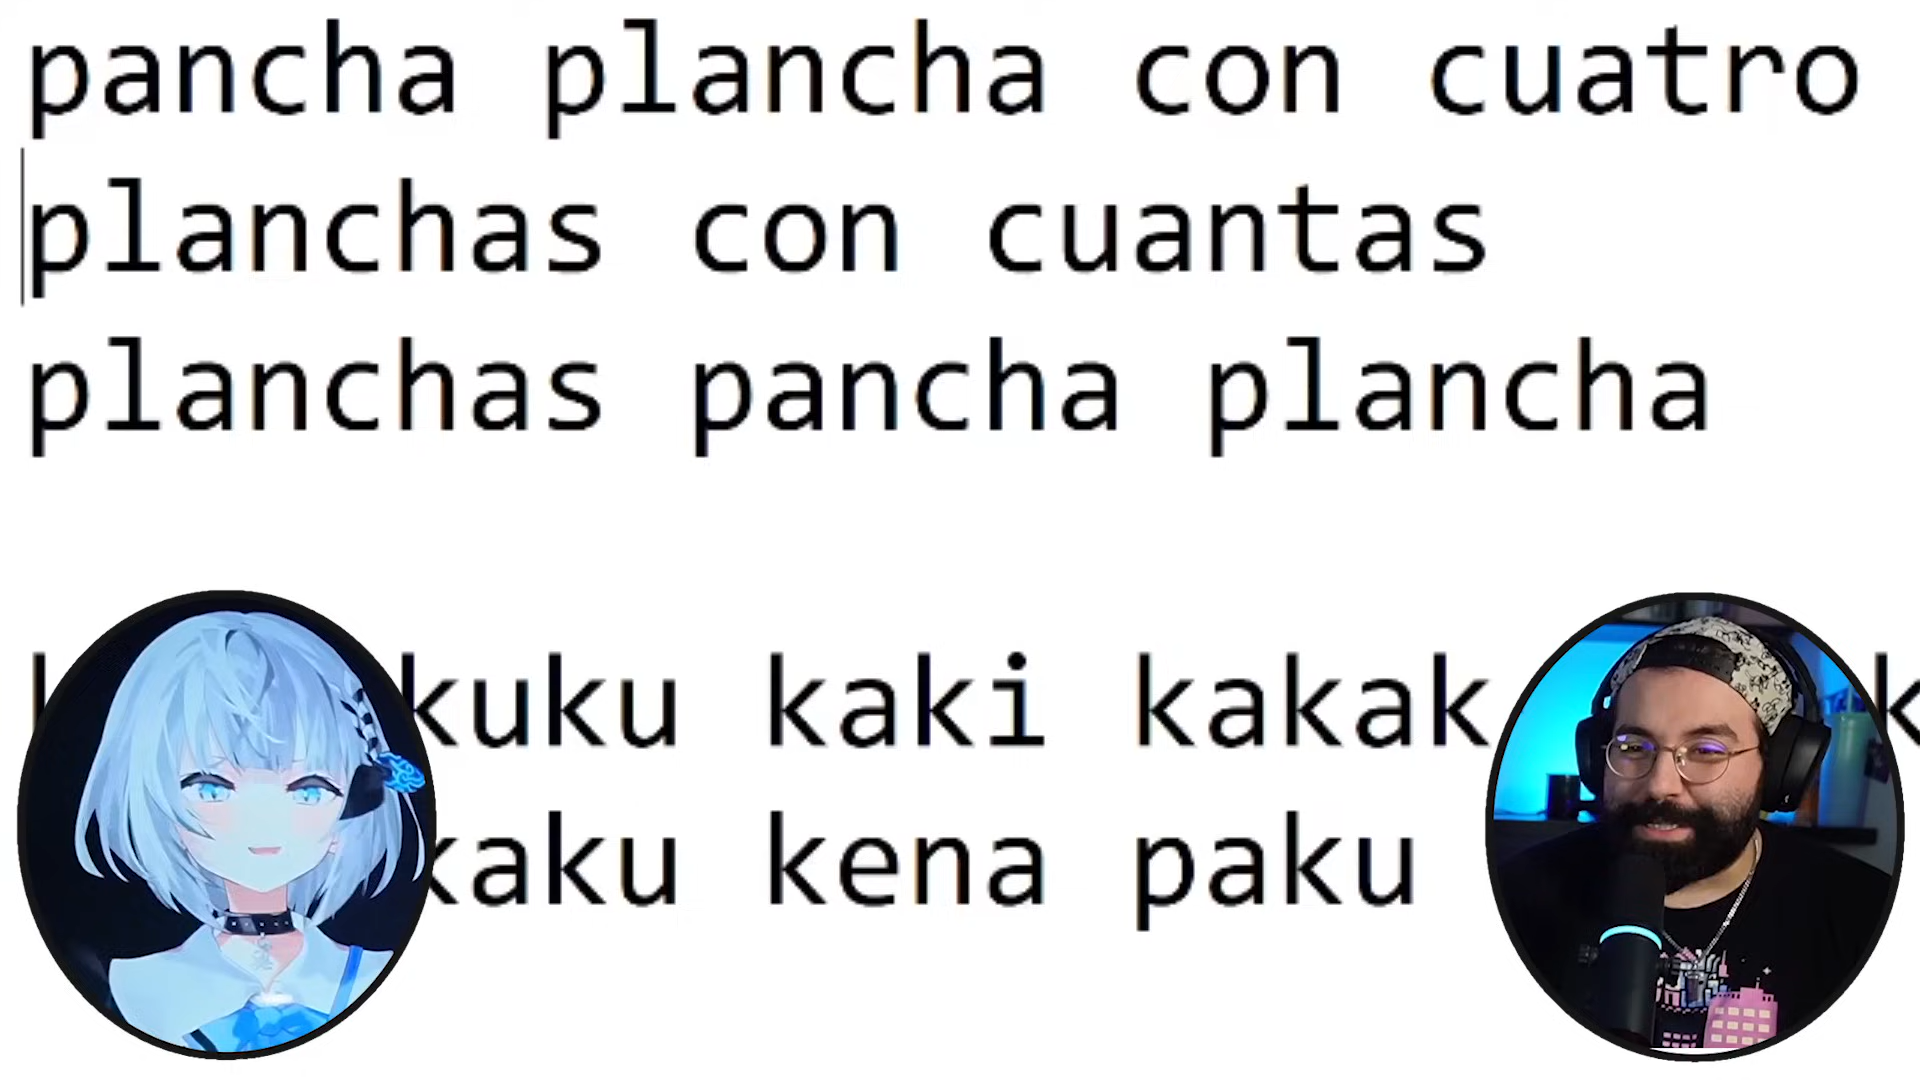 pancha plancha con cuatro
planchas con cuantas
planchas pancha plancha
kuku kaki kakak
kaku kena paku